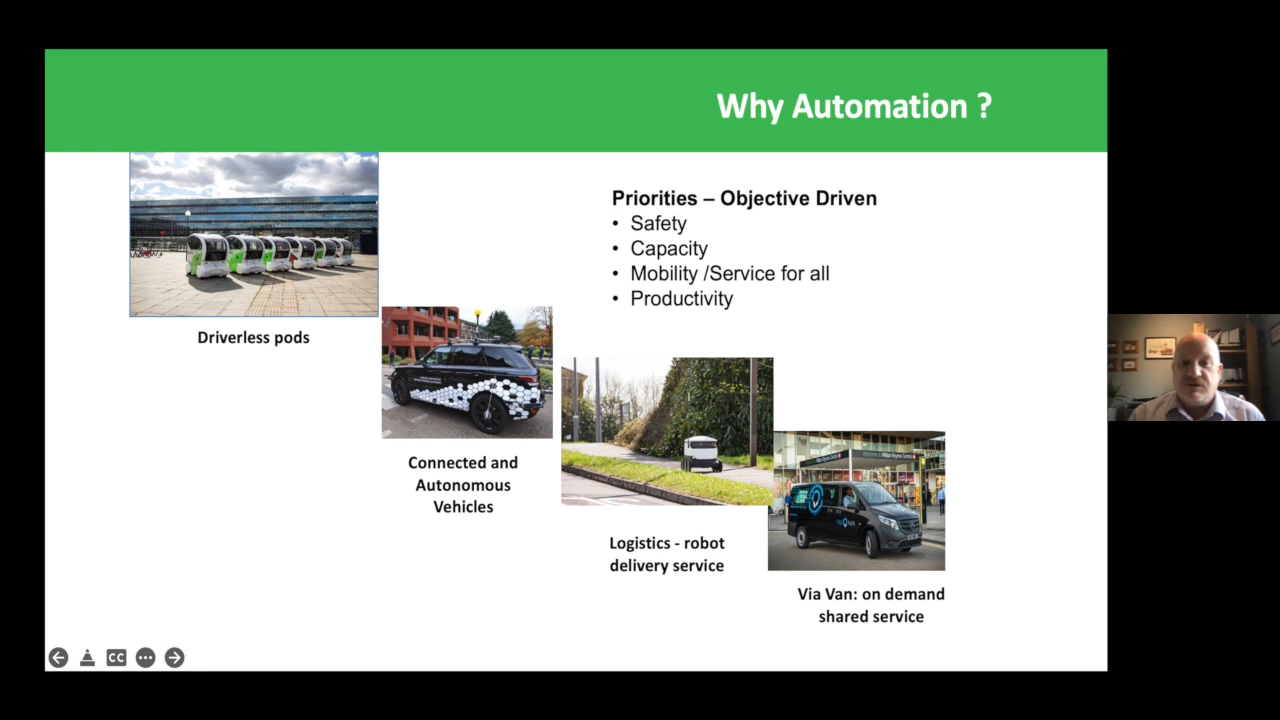 Why Automation ?
Priorities – Objective Driven
• Safety
• Capacity
• Mobility /Service for all
• Productivity
Driverless pods
Connected and
Autonomous
Vehicles
Logistics - robot
delivery service
Via Van: on demand
shared service
CC